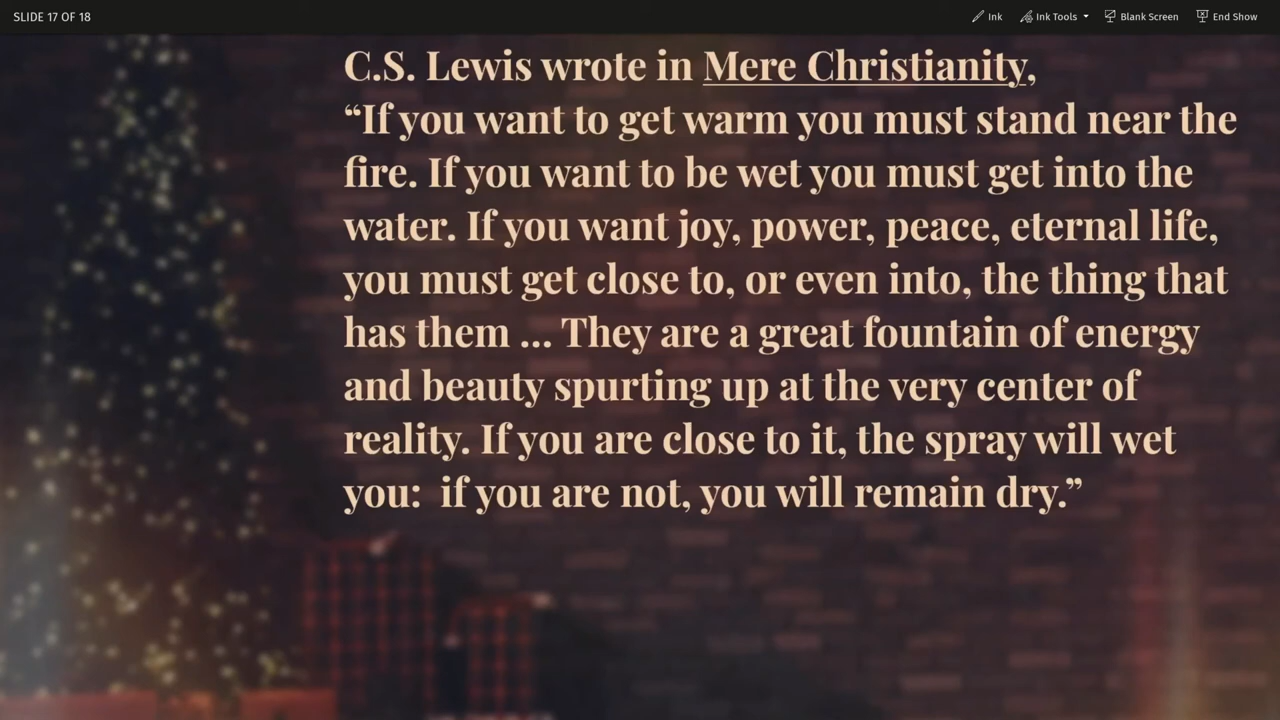 SLIDE 17 OF 18
Ink
Ink Tools
Blank Screen
End Show
C.S. Lewis wrote in Mere Christianity,
“If you want to get warm you must stand near the
fire. If you want to be wet you must get into the
water. If you want joy, power, peace, eternal life,
you must get close to, or even into, the thing that
has them ... They are a great fountain of energy
and beauty spurting up at the very center of
reality. If you are close to it, the spray will wet
you:  if you are not, you will remain dry.”